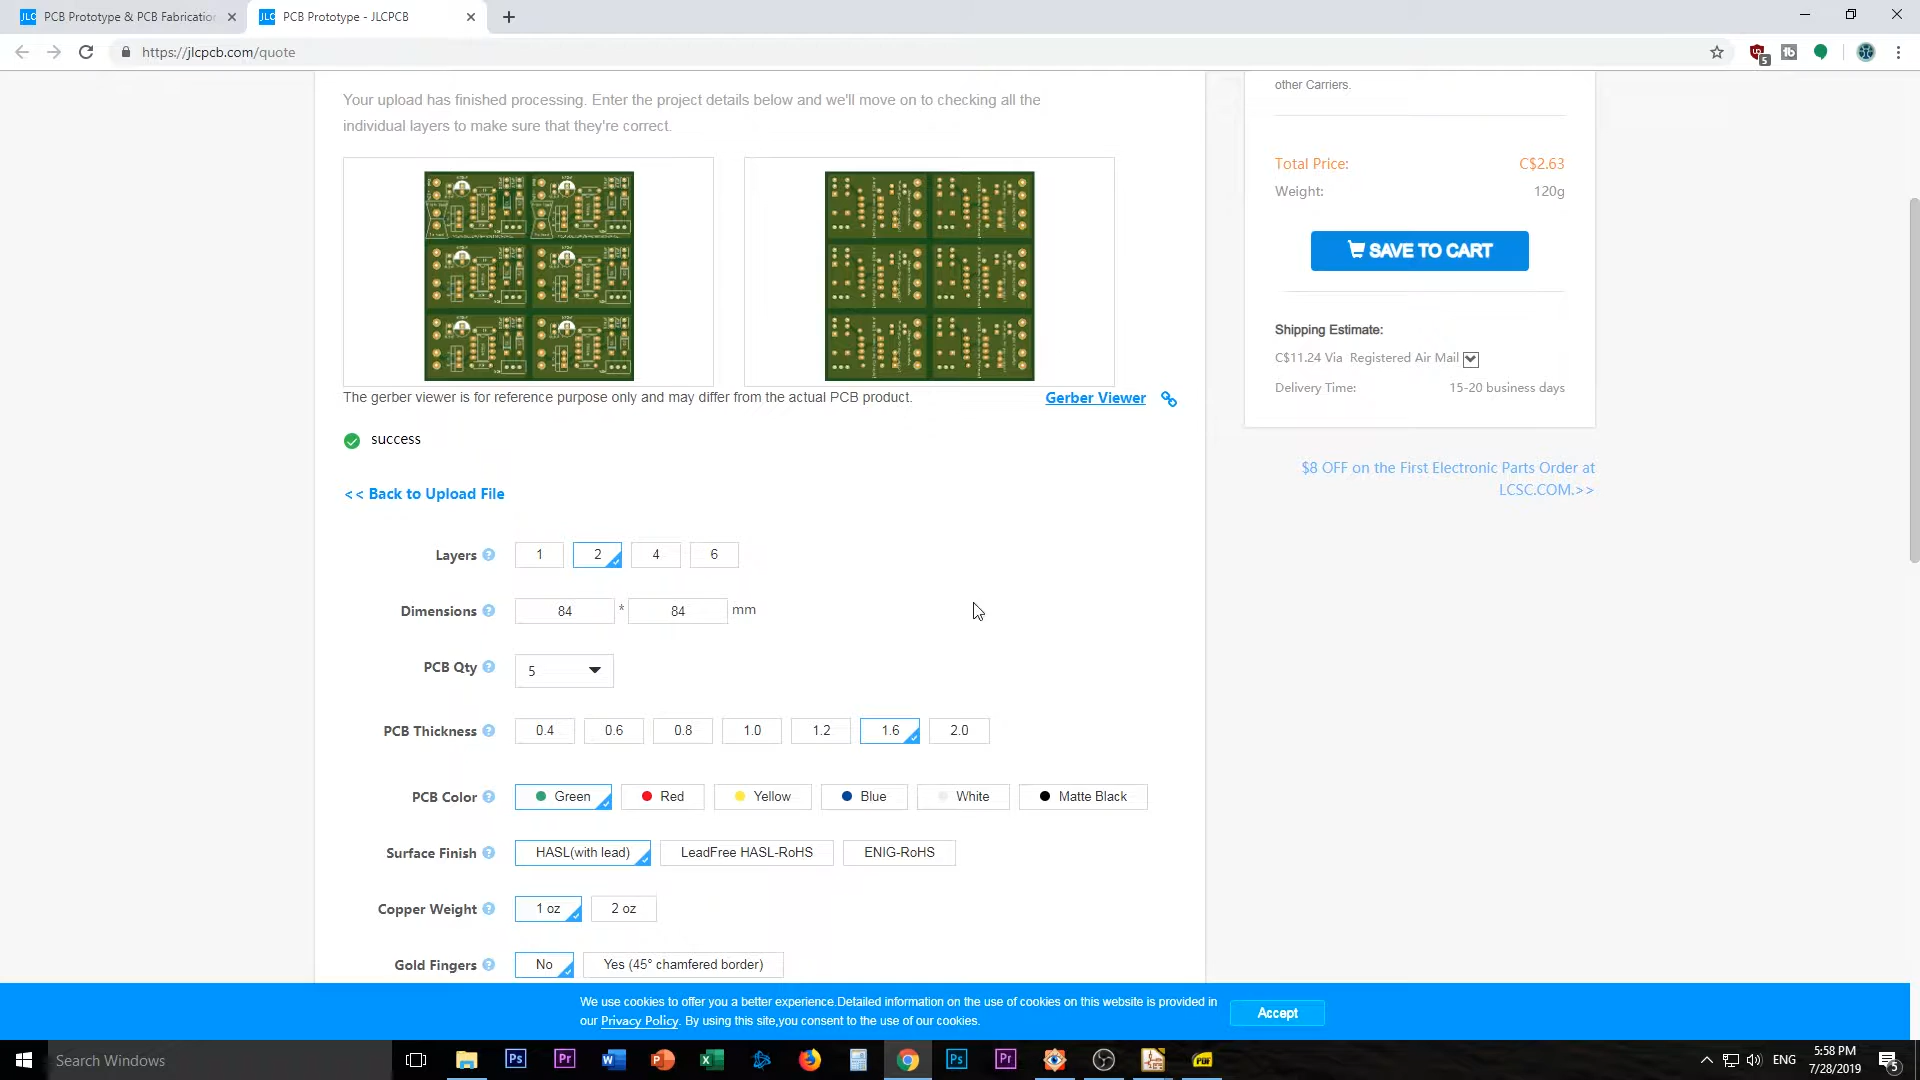 PCB Prototype & PCB Fabrication
PCB Prototype - JLCPCB
https://jlcpcb.com/quote
Your upload has finished processing. Enter the project details below and we'll move on to checking all the
individual layers to make sure that they're correct.
The gerber viewer is for reference purpose only and may differ from the actual PCB product.
Gerber Viewer
success
<< Back to Upload File
Layers ? 1 2 4 6
Dimensions ? 84 * 84 mm
PCB Qty ? 5
PCB Thickness ? 0.4 0.6 0.8 1.0 1.2 1.6 2.0
PCB Color ? Green Red Yellow Blue White Matte Black
Surface Finish ? HASL(with lead) LeadFree HASL-RoHS ENIG-RoHS
Copper Weight ? 1 oz 2 oz
Gold Fingers ? No Yes (45° chamfered border)
other Carriers.
Total Price: C$2.63
Weight: 120g
SAVE TO CART
Shipping Estimate:
C$11.24 Via Registered Air Mail
Delivery Time: 15-20 business days
$8 OFF on the First Electronic Parts Order at
LCSC.COM.>>
We use cookies to offer you a better experience.Detailed information on the use of cookies on this website is provided in
our Privacy Policy. By using this site,you consent to the use of our cookies.
Accept
Search Windows
ENG
5:58 PM
7/28/2019
5